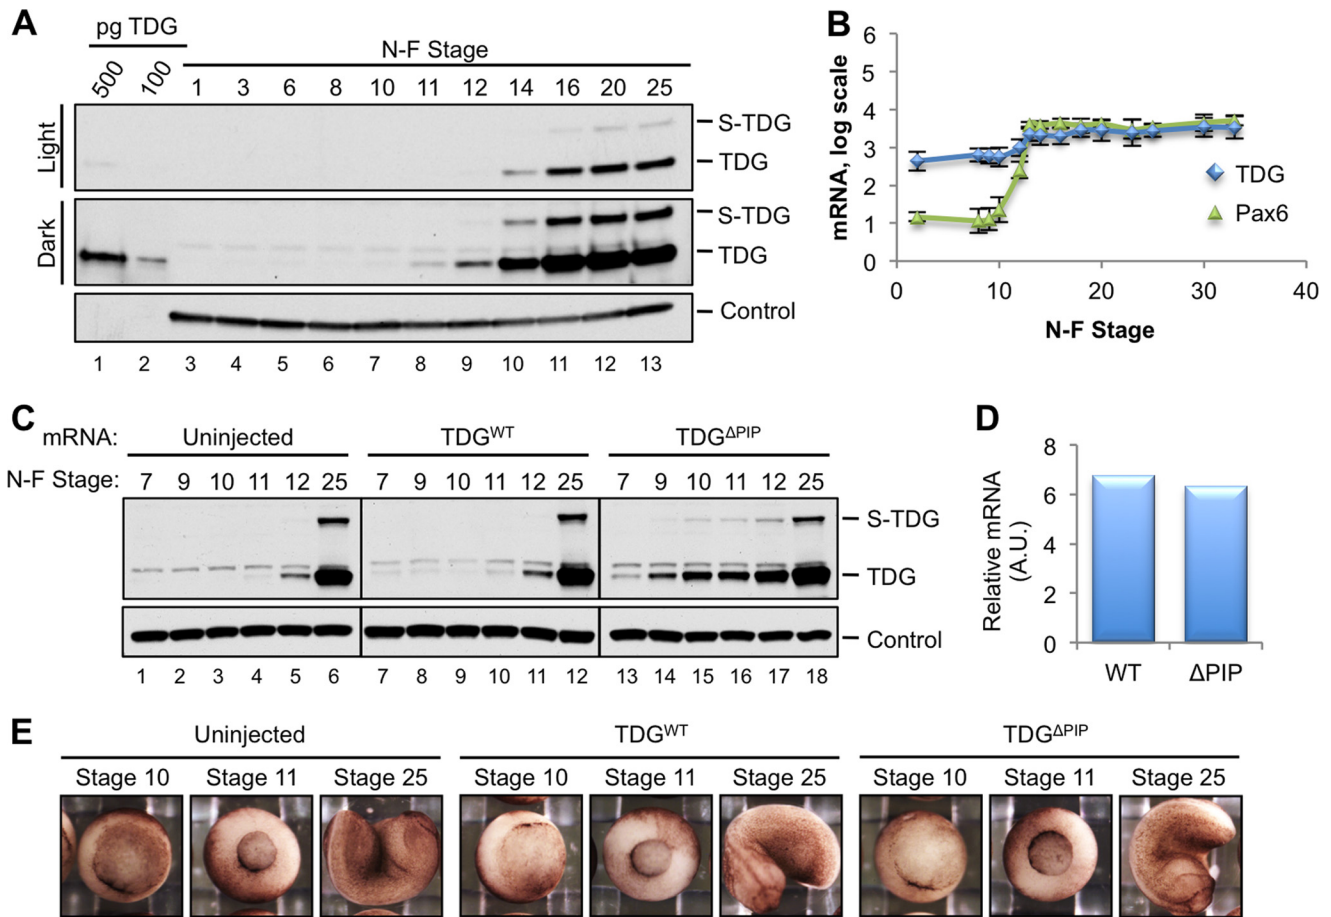 A
pg TDG
N-F Stage
500 100 1 3 6 8 10 11 12 14 16 20 25
Light
S-TDG
TDG
Dark
S-TDG
TDG
Control
1 2 3 4 5 6 7 8 9 10 11 12 13
B
mRNA, log scale
6
5
4
3
2
1
0
TDG
Pax6
0 10 20 30 40
N-F Stage
C
mRNA: Uninjected TDGWT TDGΔPIP
N-F Stage: 7 9 10 11 12 25 7 9 10 11 12 25 7 9 10 11 12 25
S-TDG
TDG
Control
1 2 3 4 5 6 7 8 9 10 11 12 13 14 15 16 17 18
D
Relative mRNA
(A.U.)
8
6
4
2
0
WT ΔPIP
E
Uninjected TDGWT TDGΔPIP
Stage 10 Stage 11 Stage 25 Stage 10 Stage 11 Stage 25 Stage 10 Stage 11 Stage 25